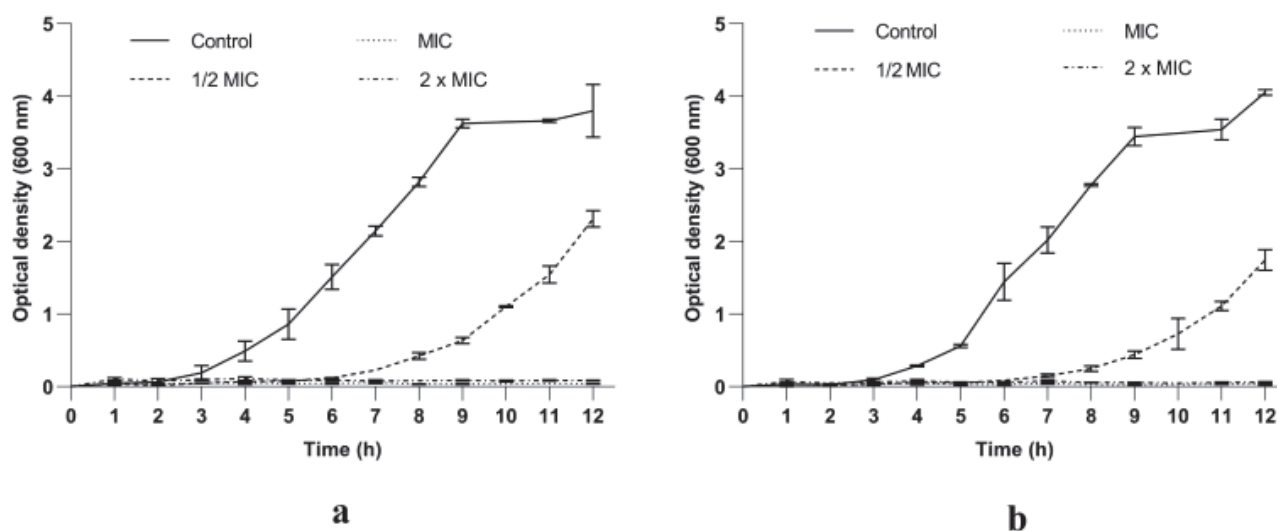 Control
MIC
1/2 MIC
2 x MIC
Optical density (600 nm)
5
4
3
2
1
0
0 1 2 3 4 5 6 7 8 9 10 11 12
Time (h)
a
Control
MIC
1/2 MIC
2 x MIC
Optical density (600 nm)
5
4
3
2
1
0
0 1 2 3 4 5 6 7 8 9 10 11 12
Time (h)
b